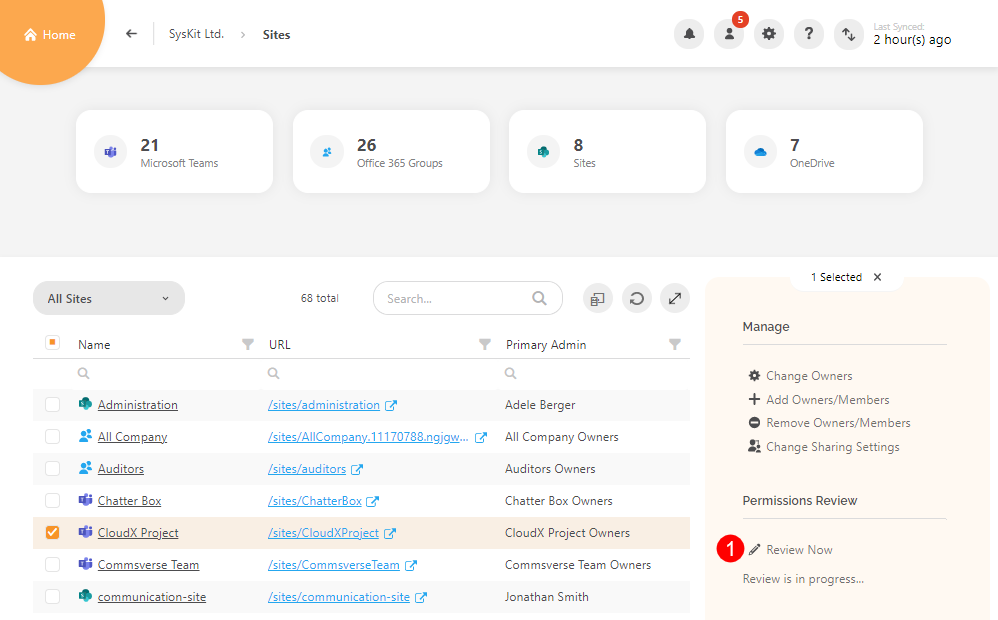 Home
SysKit Ltd. > Sites
5
?
Last Synced:
2 hour(s) ago
21
Microsoft Teams
26
Office 365 Groups
8
Sites
7
OneDrive
All Sites
68 total
Search...
Name URL Primary Admin
Administration /sites/administration Adele Berger
All Company /sites/AllCompany.11170788.ngjgw... All Company Owners
Auditors /sites/auditors Auditors Owners
Chatter Box /sites/ChatterBox Chatter Box Owners
CloudX Project /sites/CloudXProject CloudX Project Owners
Commsverse Team /sites/CommsverseTeam Commsverse Team Owners
communication-site /sites/communication-site Jonathan Smith
1 Selected
Manage
Change Owners
Add Owners/Members
Remove Owners/Members
Change Sharing Settings
Permissions Review
1 Review Now
Review is in progress...